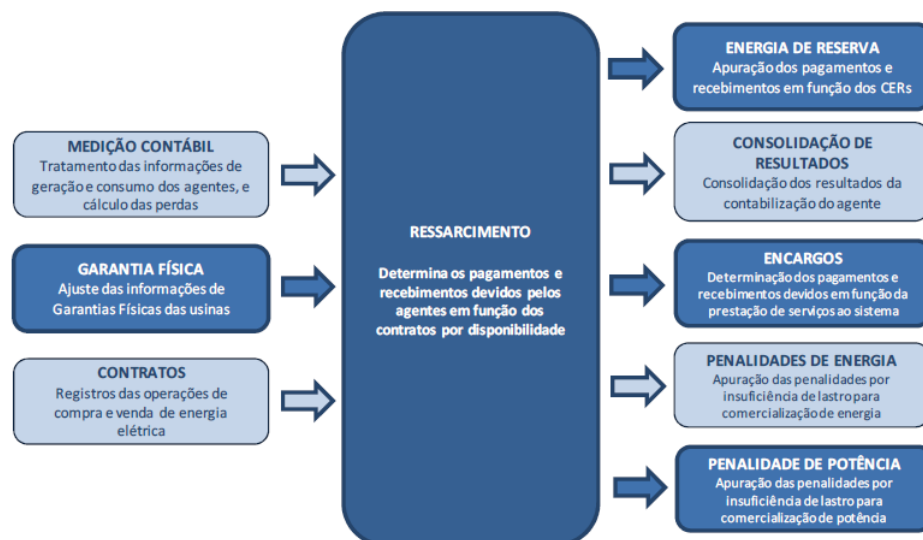 MEDIÇÃO CONTÁBIL
Tratamento das informações de
geração e consumo dos agentes, e
cálculo das perdas
GARANTIA FÍSICA
Ajuste das informações de
Garantias Físicas das usinas
CONTRATOS
Registros das operações de
compra e venda de energia
elétrica
RESSARCIMENTO
Determina os pagamentos e
recebimentos devidos pelos
agentes em função dos
contratos por disponibilidade
ENERGIA DE RESERVA
Apuração dos pagamentos e
recebimentos em função dos CERs
CONSOLIDAÇÃO DE
RESULTADOS
Consolidação dos resultados da
contabilização do agente
ENCARGOS
Determinação dos pagamentos e
recebimentos devidos em função da
prestação de serviços ao sistema
PENALIDADES DE ENERGIA
Apuração das penalidades por
insuficiência de lastro para
comercialização de energia
PENALIDADE DE POTÊNCIA
Apuração das penalidades por
insuficiência de lastro para
comercialização de potência